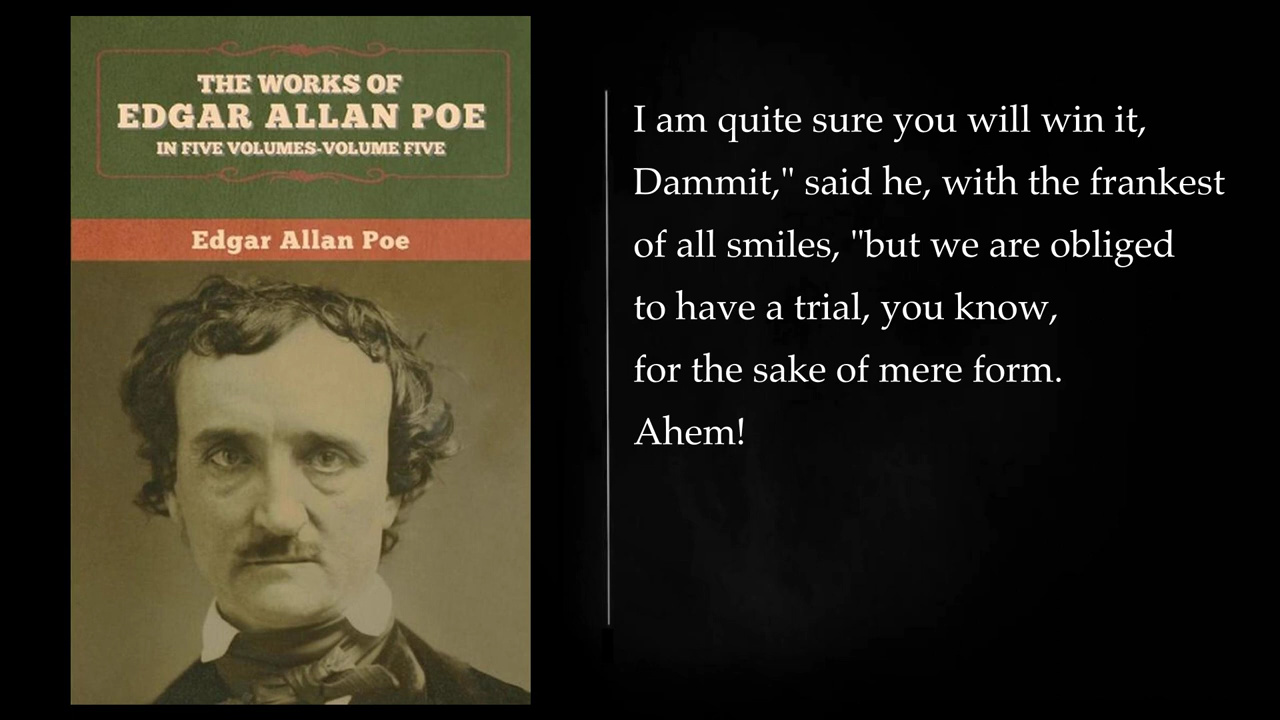 THE WORKS OF
EDGAR ALLAN POE
IN FIVE VOLUMES-VOLUME FIVE
Edgar Allan Poe
I am quite sure you will win it,
Dammit," said he, with the frankest
of all smiles, "but we are obliged
to have a trial, you know,
for the sake of mere form.
Ahem!